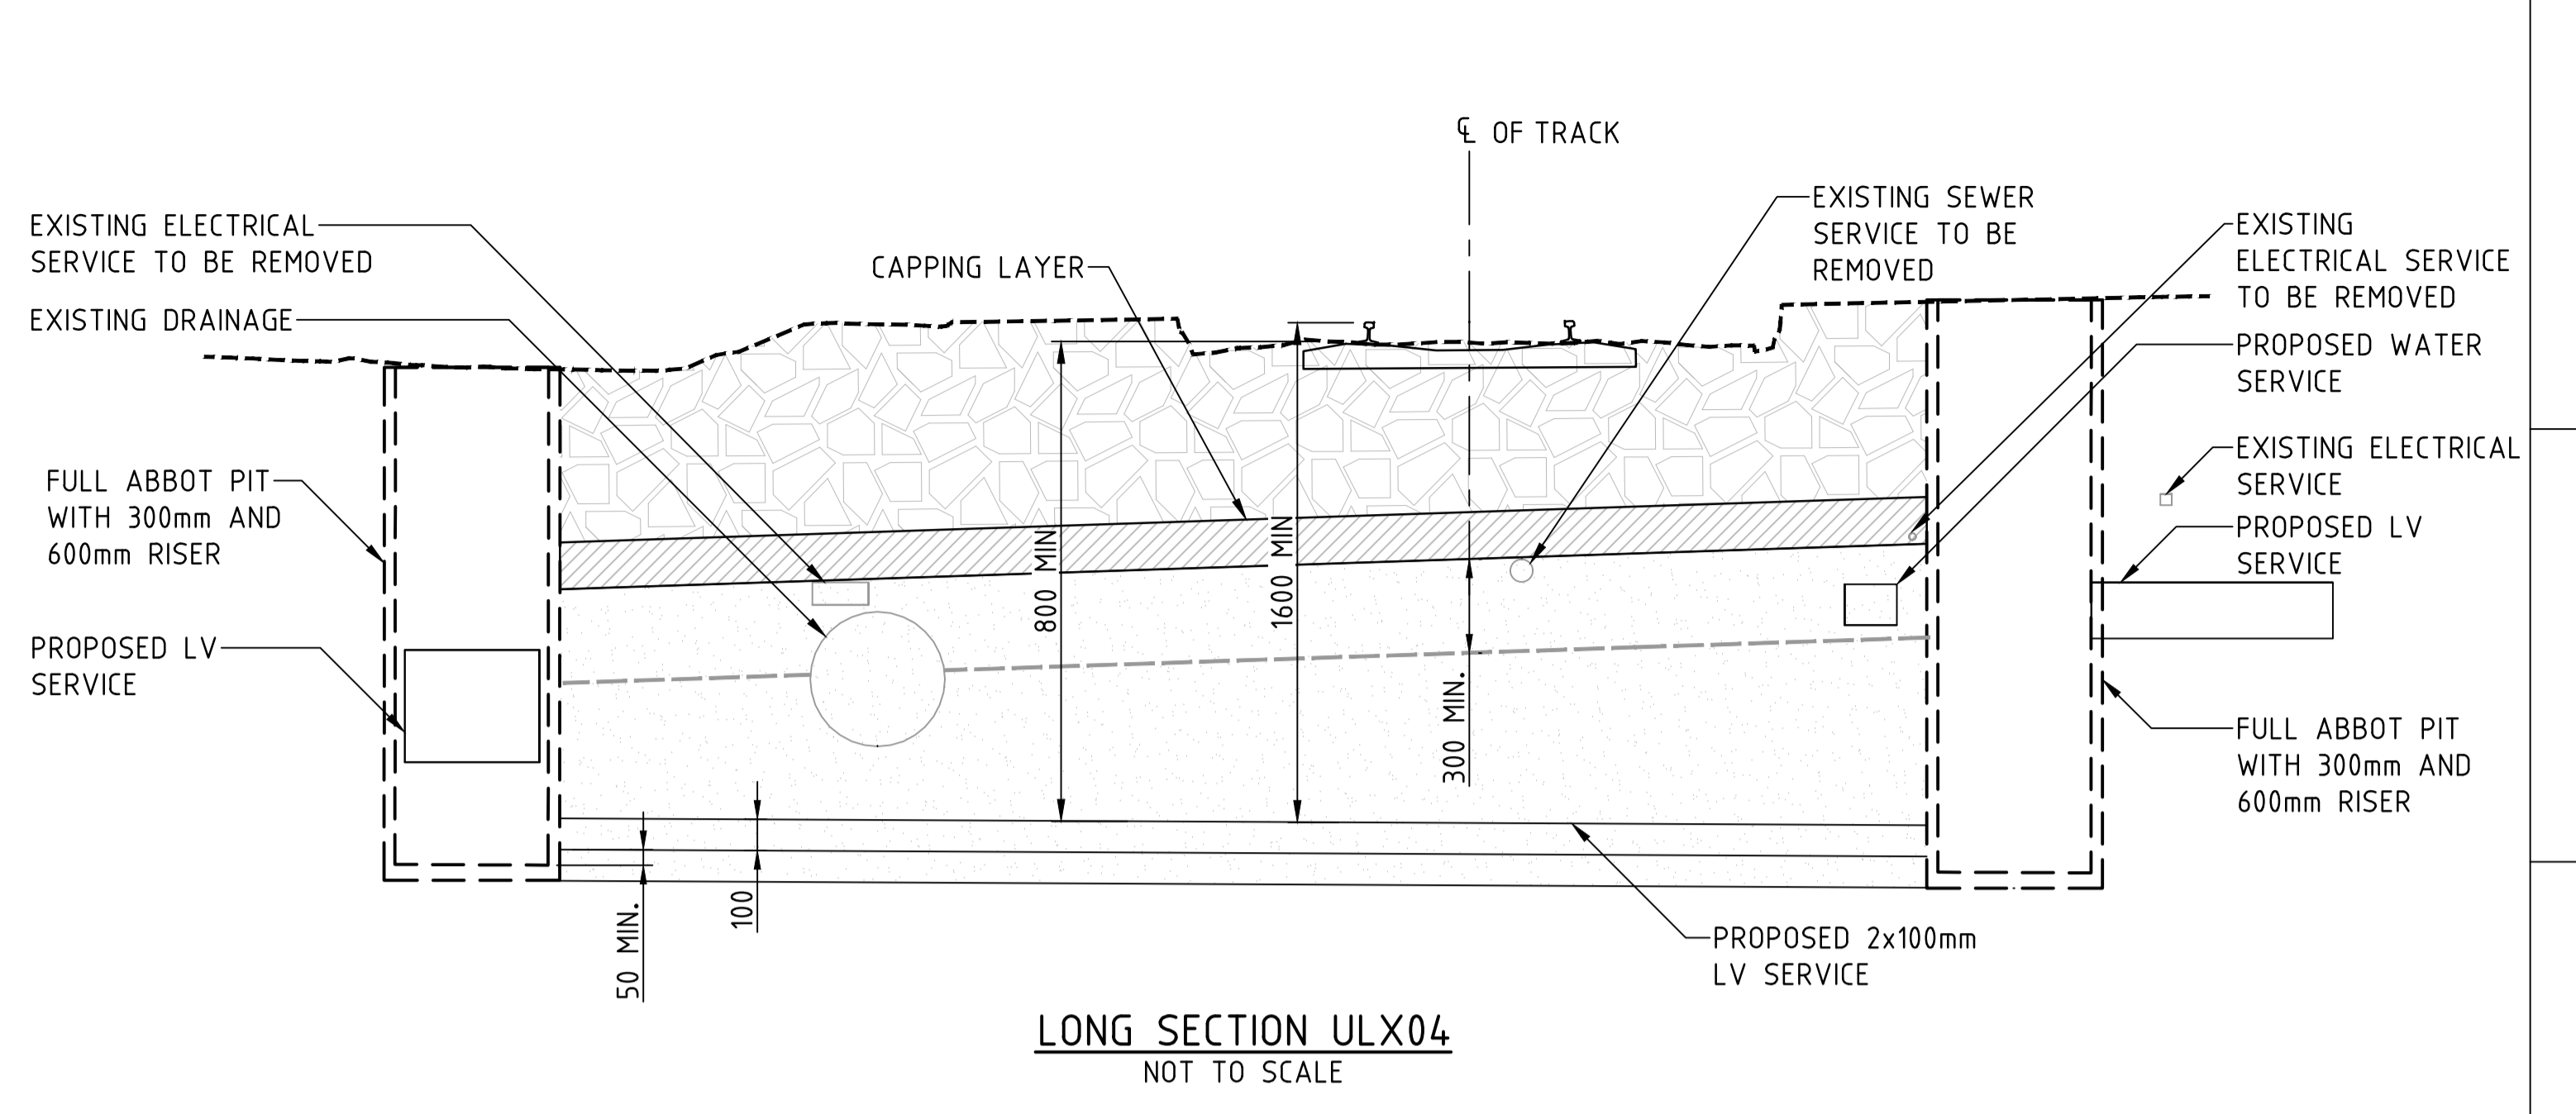 ℄ OF TRACK
EXISTING ELECTRICAL
SERVICE TO BE REMOVED
EXISTING DRAINAGE
CAPPING LAYER
EXISTING SEWER
SERVICE TO BE
REMOVED
EXISTING
ELECTRICAL SERVICE
TO BE REMOVED
PROPOSED WATER
SERVICE
EXISTING ELECTRICAL
SERVICE
PROPOSED LV
SERVICE
FULL ABBOT PIT
WITH 300mm AND
600mm RISER
PROPOSED LV
SERVICE
800 MIN
1600 MIN
300 MIN.
FULL ABBOT PIT
WITH 300mm AND
600mm RISER
50 MIN.
100
PROPOSED 2x100mm
LV SERVICE
LONG SECTION ULX04
NOT TO SCALE